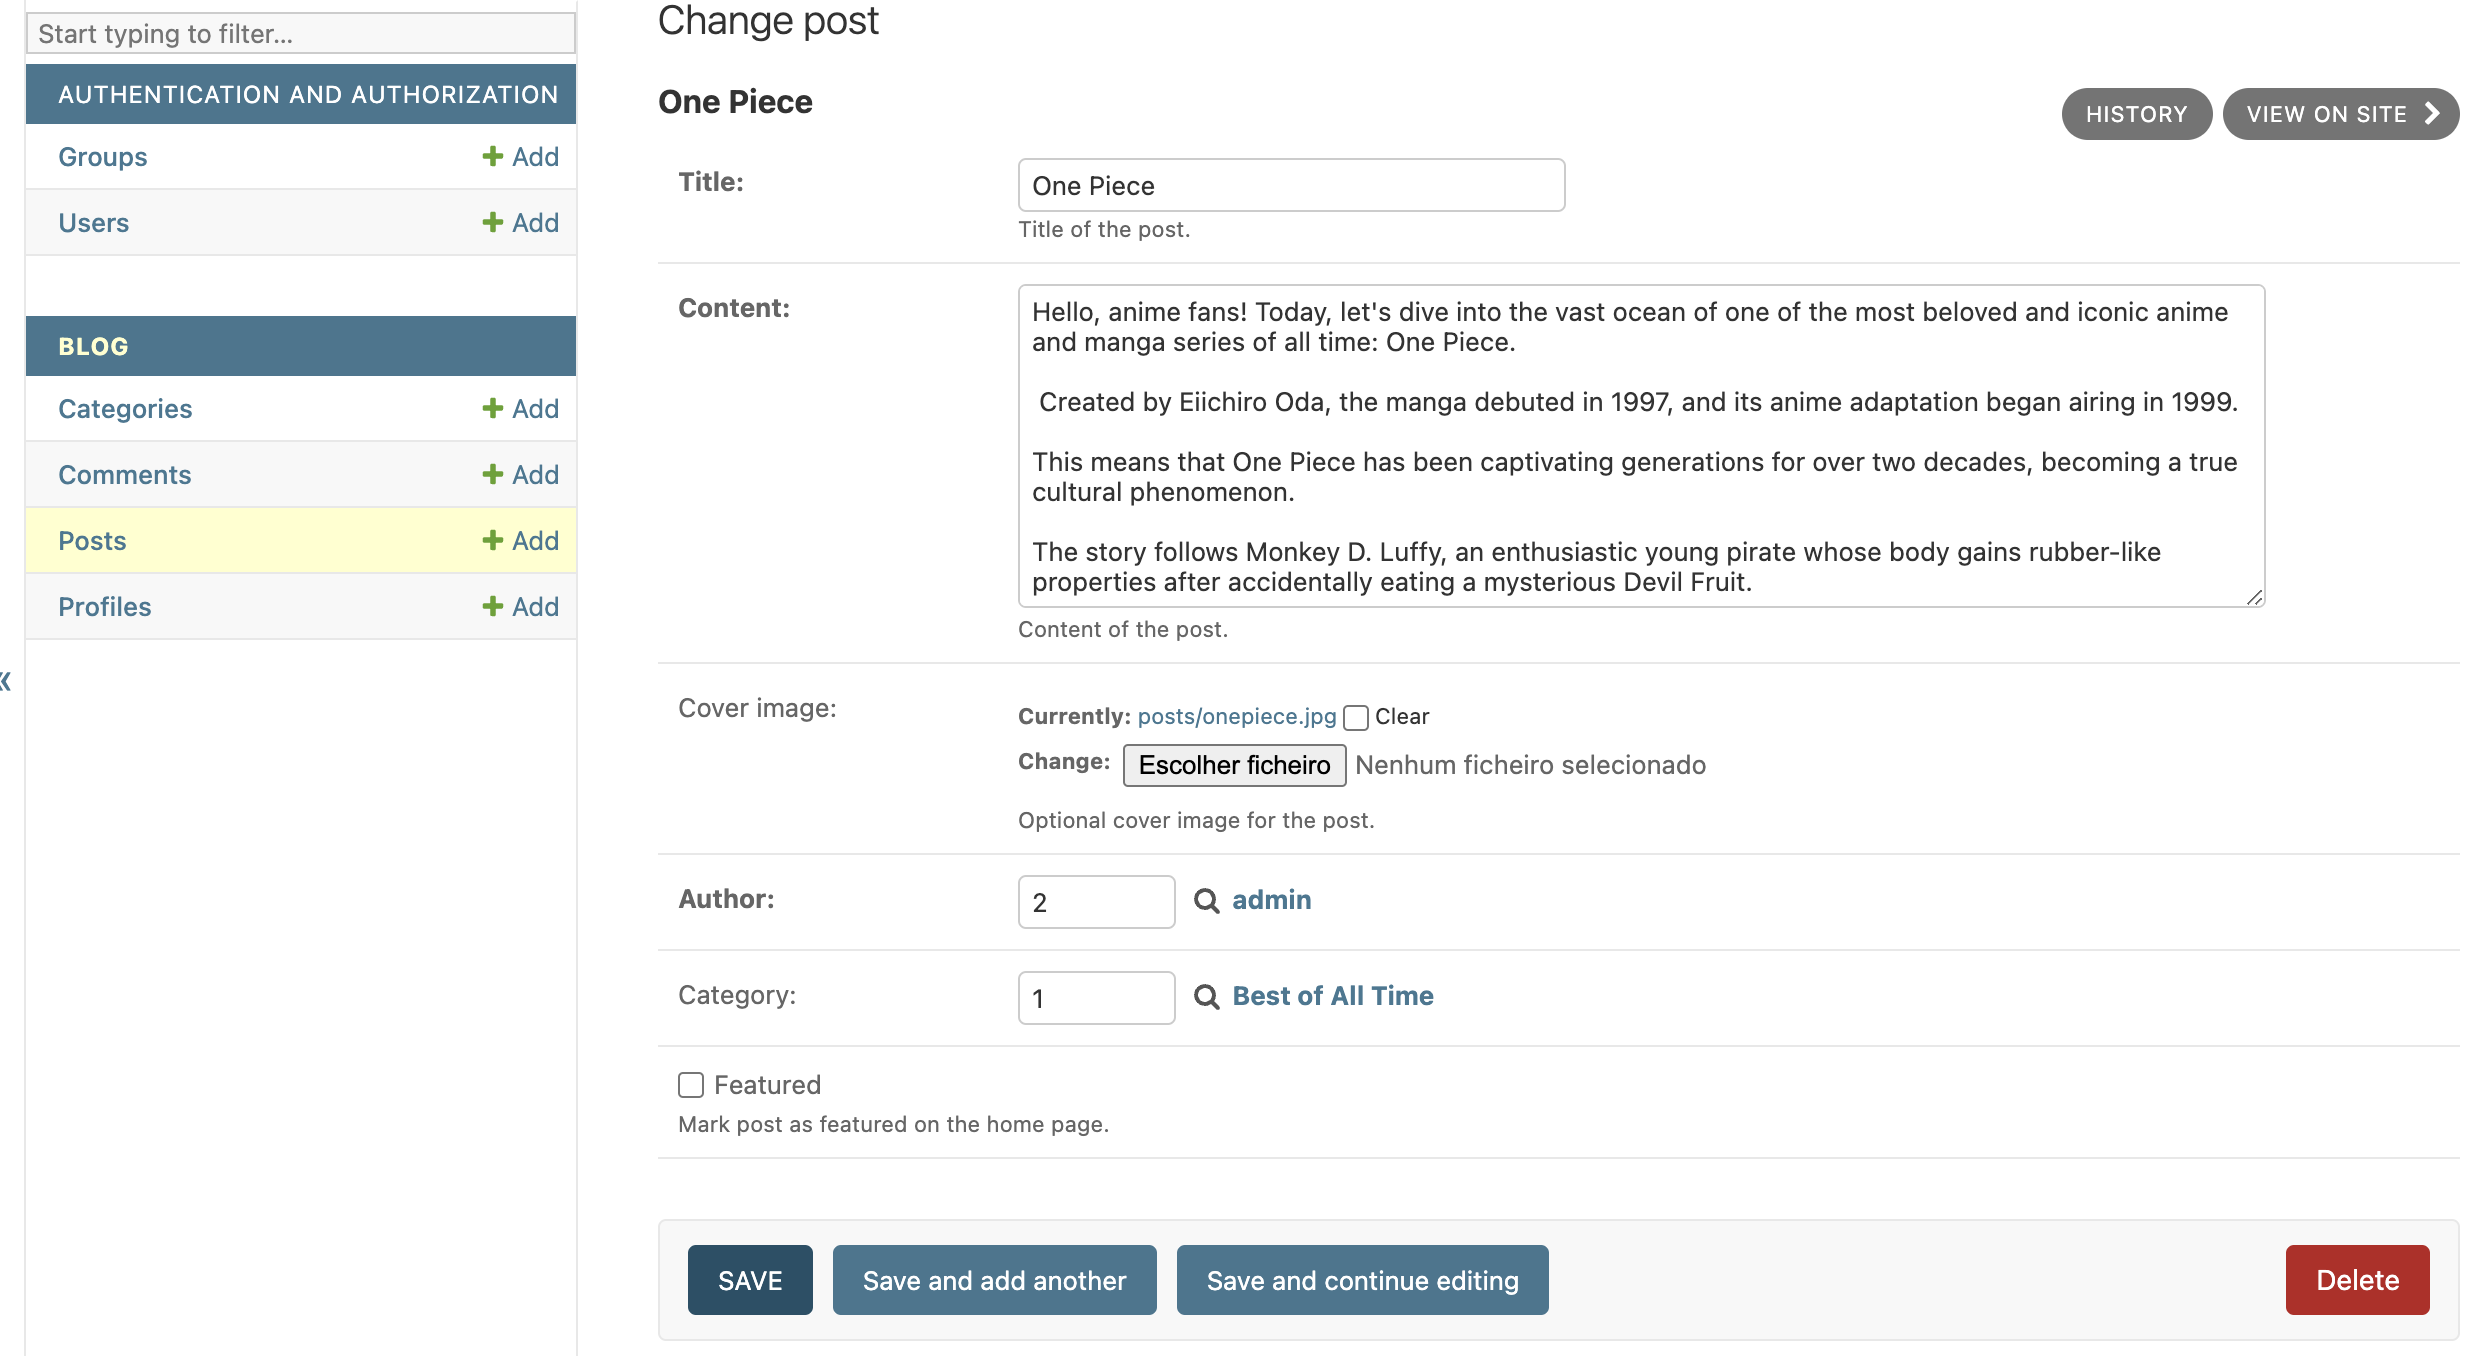 Start typing to filter...
AUTHENTICATION AND AUTHORIZATION
Groups + Add
Users + Add
BLOG
Categories + Add
Comments + Add
Posts + Add
Profiles + Add
«
Change post
One Piece
HISTORY
VIEW ON SITE
Title:
One Piece
Title of the post.
Content:
Hello, anime fans! Today, let's dive into the vast ocean of one of the most beloved and iconic anime
and manga series of all time: One Piece.
Created by Eiichiro Oda, the manga debuted in 1997, and its anime adaptation began airing in 1999.
This means that One Piece has been captivating generations for over two decades, becoming a true
cultural phenomenon.
The story follows Monkey D. Luffy, an enthusiastic young pirate whose body gains rubber-like
properties after accidentally eating a mysterious Devil Fruit.
Content of the post.
Cover image:
Currently: posts/onepiece.jpg Clear
Change: Escolher ficheiro Nenhum ficheiro selecionado
Optional cover image for the post.
Author:
2 admin
Category:
1 Best of All Time
Featured
Mark post as featured on the home page.
SAVE
Save and add another
Save and continue editing
Delete